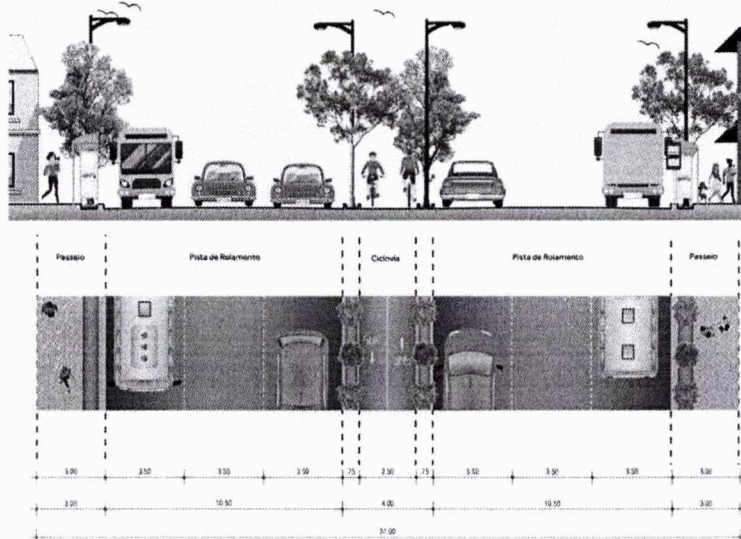 Passeio Pista de Rolamento Ciclovia Pista de Rolamento Passeio
3.00 3.50 3.50 3.50 .75 2.50 .75 3.50 3.50 3.50 3.00
3.00 10.50 4.00 10.50 3.00
31.00